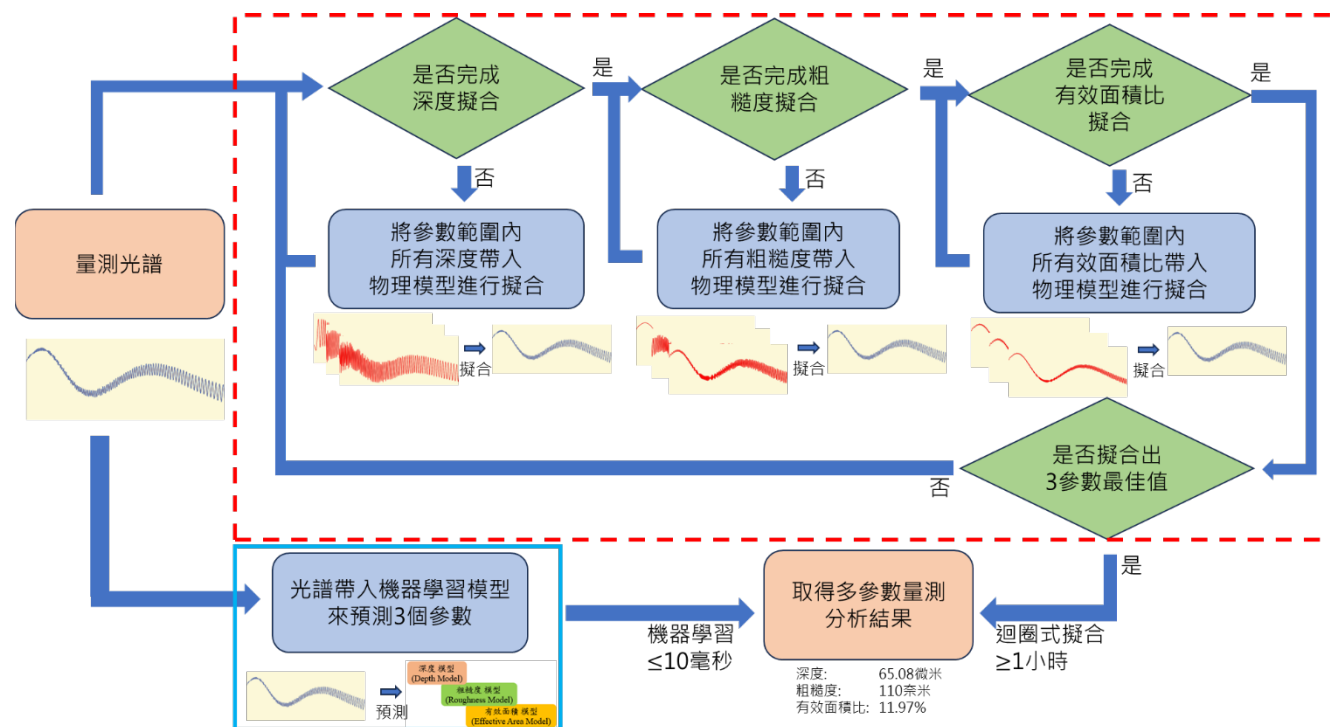 是否完成
深度擬合
是
是否完成粗
糙度擬合
是
是否完成
有效面積比
擬合
是
否
否
否
量測光譜
將參數範圍內
所有深度帶入
物理模型進行擬合
將參數範圍內
所有粗糙度帶入
物理模型進行擬合
將參數範圍內
所有效面積比帶入
物理模型進行擬合
擬合
擬合
擬合
是否擬合出
3參數最佳值
否
是
光譜帶入機器學習模型
來預測3個參數
預測
深度 模型
(Depth Model)
粗糙度 模型
(Roughness Model)
有效面積 模型
(Effective Area Model)
機器學習
≤10毫秒
取得多參數量測
分析結果
迴圈式擬合
≥1小時
深度: 65.08微米
粗糙度: 110奈米
有效面積比: 11.97%